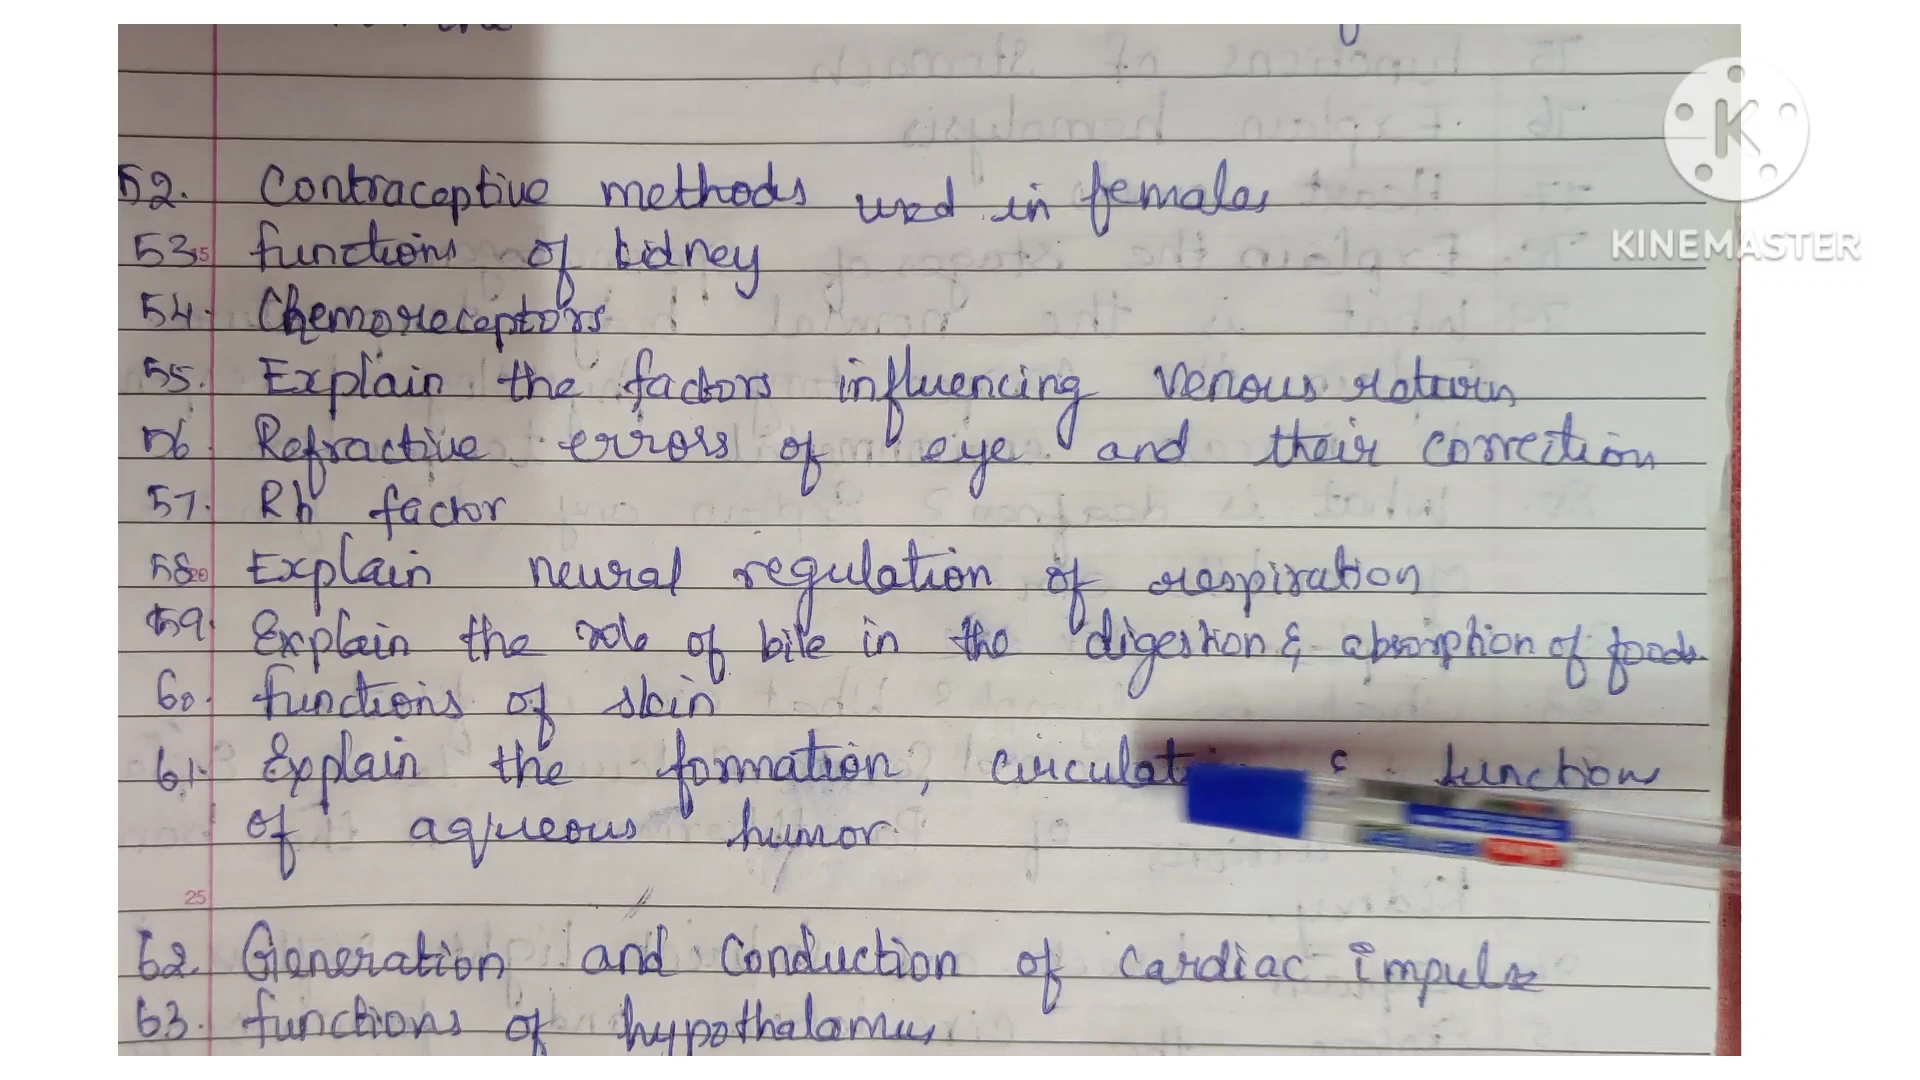 52. Contraceptive methods used in females
53. functions of kidney
54. Chemoreceptors
55. Explain the factors influencing venous return
56. Refractive errors of eye and their correction
57. Rh factor
58. Explain neural regulation of respiration
59. Explain the role of bile in the digestion & absorption of foods.
60. functions of skin
61. Explain the formation, circulati & function
of aqueous humor.
25
62. Generation and Conduction of cardiac impulse
63. functions of hypothalamus
K
KINEMASTER